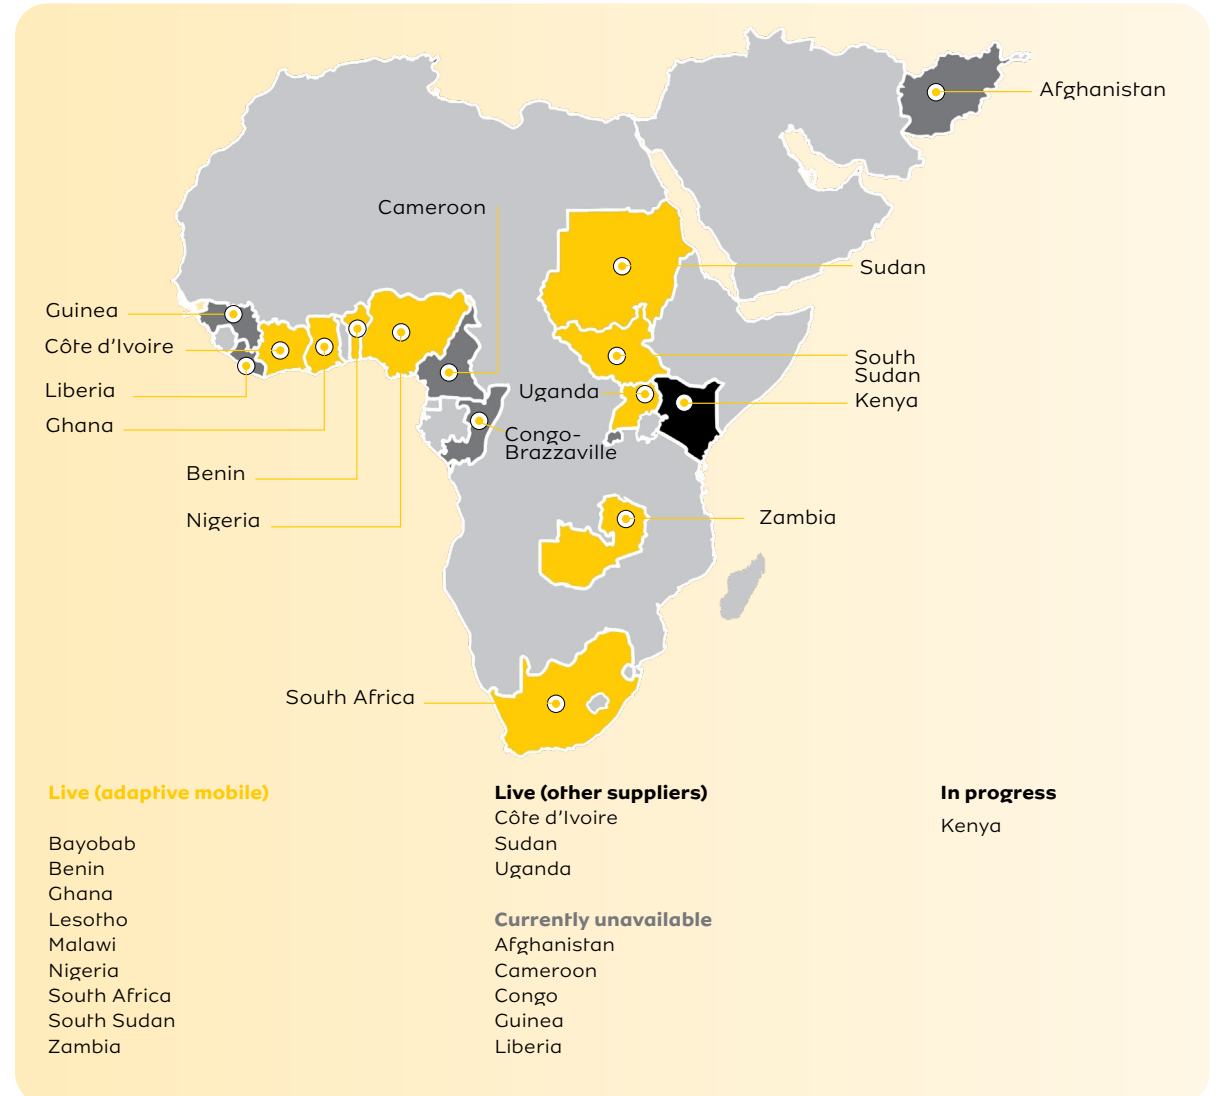 Afghanistan
Cameroon
Sudan
Guinea
Côte d'Ivoire
Liberia
Ghana
South
Sudan
Uganda
Kenya
Congo-
Brazzaville
Benin
Nigeria
Zambia
South Africa
Live (adaptive mobile)
Bayobab
Benin
Ghana
Lesotho
Malawi
Nigeria
South Africa
South Sudan
Zambia
Live (other suppliers)
Côte d'Ivoire
Sudan
Uganda
Currently unavailable
Afghanistan
Cameroon
Congo
Guinea
Liberia
In progress
Kenya